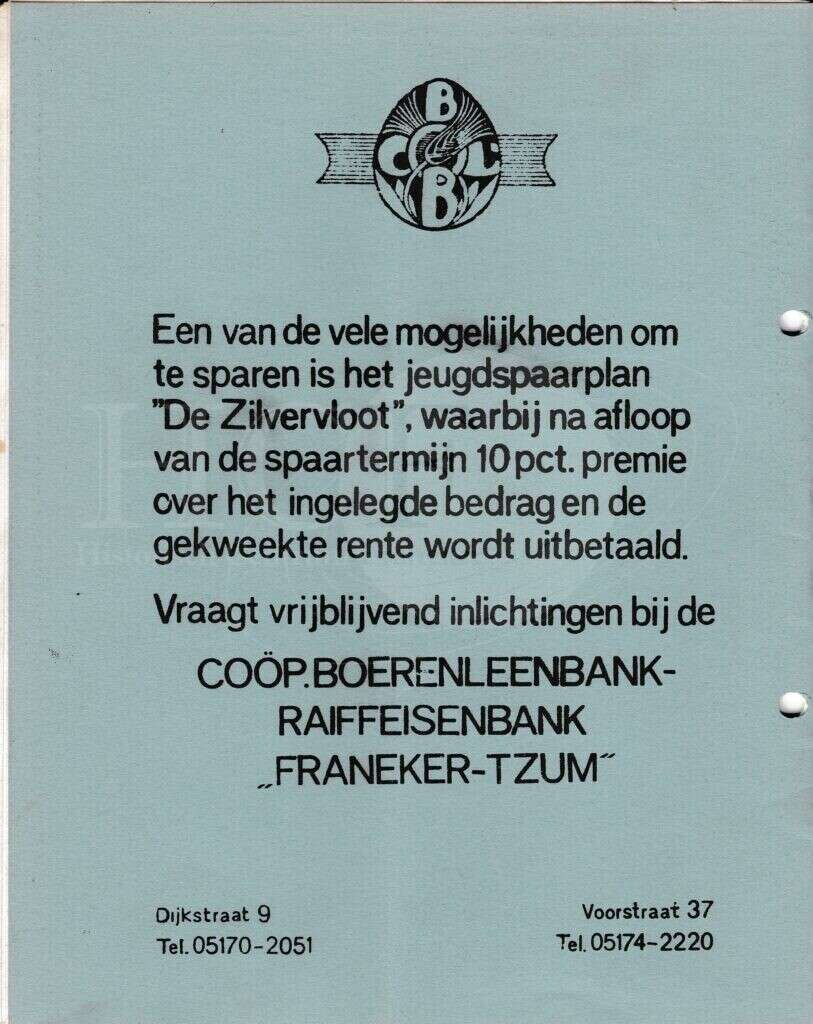 B
C C L
B
Een van de vele mogelijkheden om
te sparen is het jeugdspaarplan
"De Zilvervloot", waarbij na afloop
van de spaartermijn 10 pct. premie
over het ingelegde bedrag en de
gekweekte rente wordt uitbetaald.
Vraagt vrijblijvend inlichtingen bij de
COÖP. BOERENLEENBANK-
RAIFFEISENBANK
„FRANEKER-TZUM"
Dijkstraat 9
Tel. 05170-2051
Voorstraat 37
Tel. 05174-2220